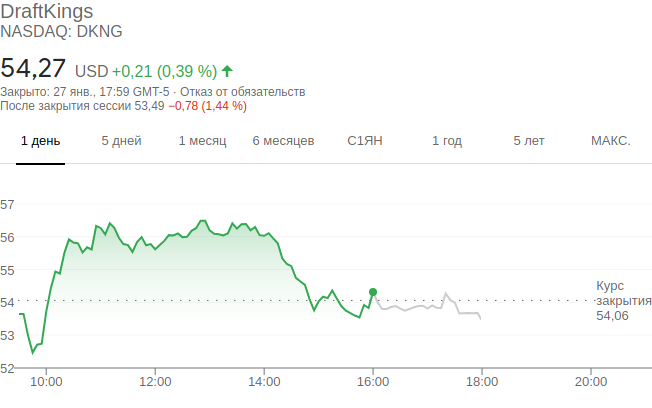 DraftKings
NASDAQ: DKNG
54,27 USD +0,21 (0,39 %)
Закрыто: 27 янв., 17:59 GMT-5 · Отказ от обязательств
После закрытия сессии 53,49 −0,78 (1,44 %)
1 день 5 дней 1 месяц 6 месяцев С1ЯН 1 год 5 лет МАКС.
57
56
55
54
53
52
Курс
закрытия
54,06
10:00 12:00 14:00 16:00 18:00 20:00